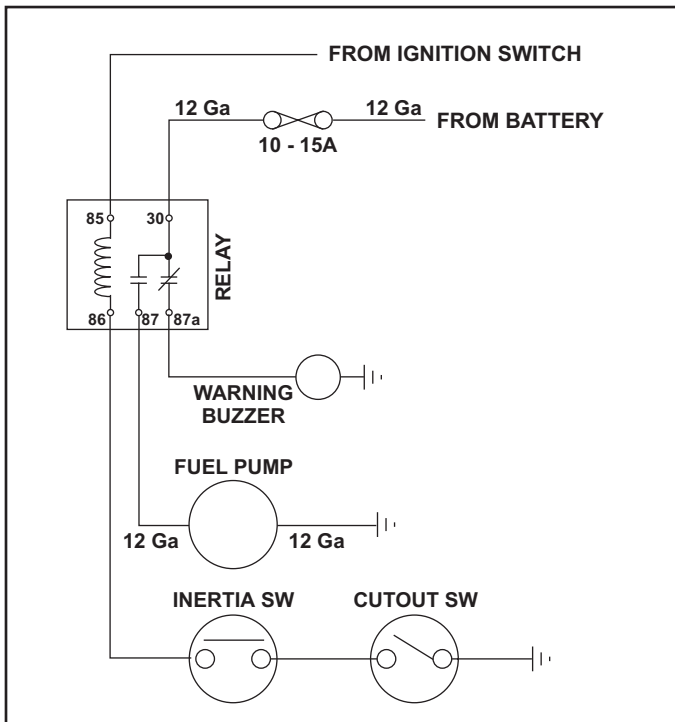 FROM IGNITION SWITCH
12 Ga
12 Ga
FROM BATTERY
10 - 15A
85
30
RELAY
86
87
87a
WARNING
BUZZER
FUEL PUMP
12 Ga
12 Ga
INERTIA SW
CUTOUT SW